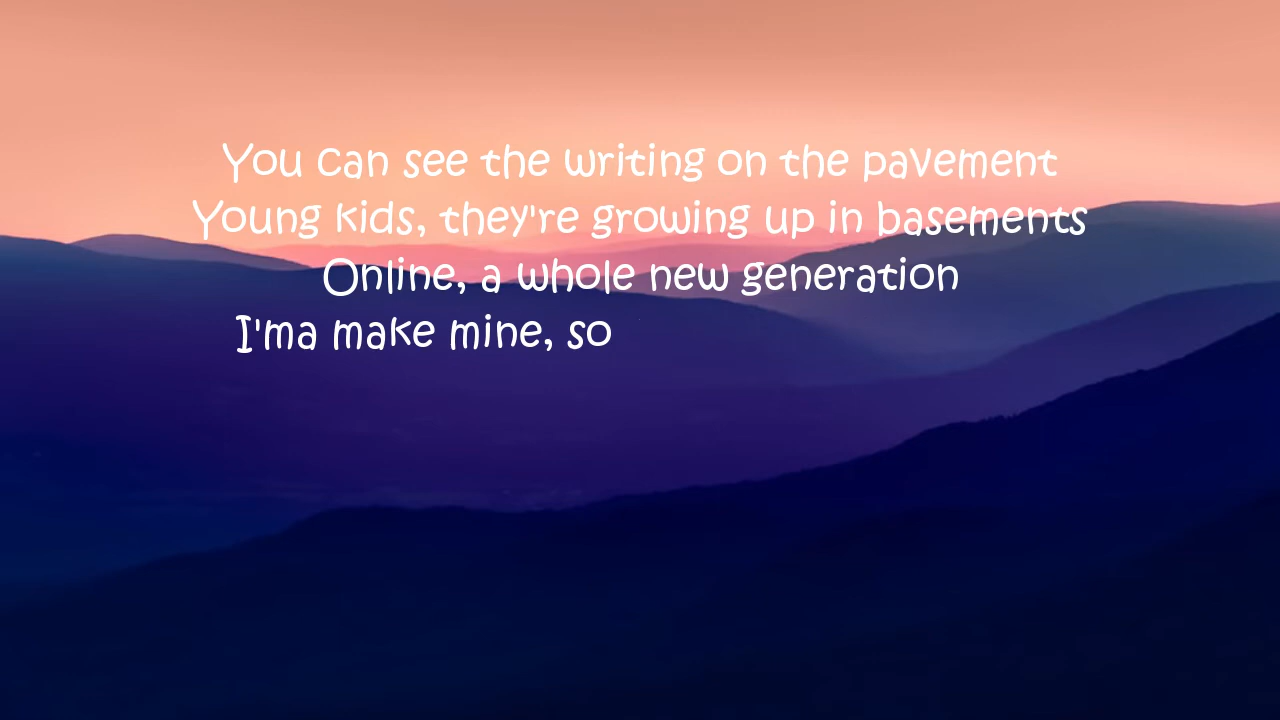 You can see the writing on the pavement
Young kids, they're growing up in basements
Online, a whole new generation
I'ma make mine, so